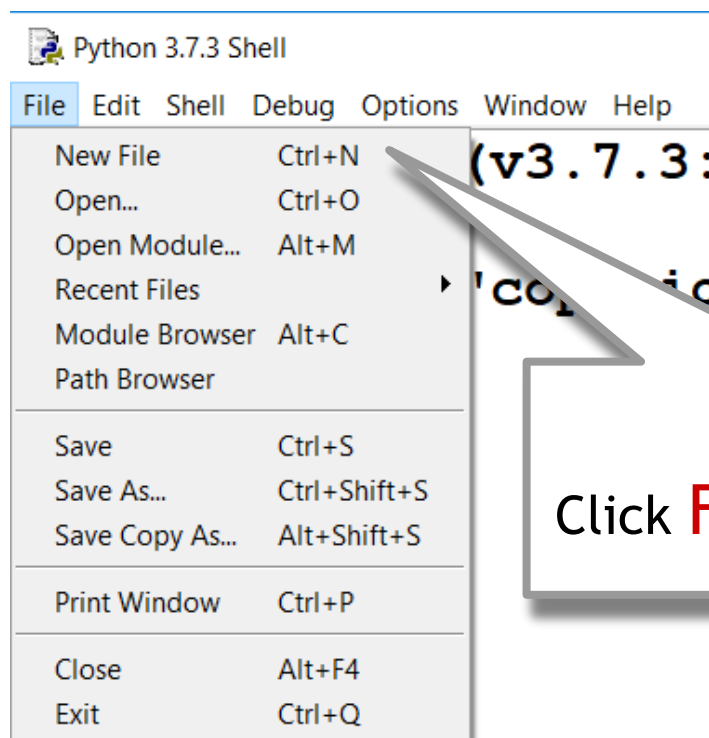 Python 3.7.3 Shell
File Edit Shell Debug Options Window Help
New File Ctrl+N
(v3.7.3:
Open... Ctrl+O
Open Module... Alt+M
Recent Files
Module Browser Alt+C
Path Browser
Save Ctrl+S
Save As... Ctrl+Shift+S
Save Copy As... Alt+Shift+S
Click
Print Window Ctrl+P
Close Alt+F4
Exit Ctrl+Q